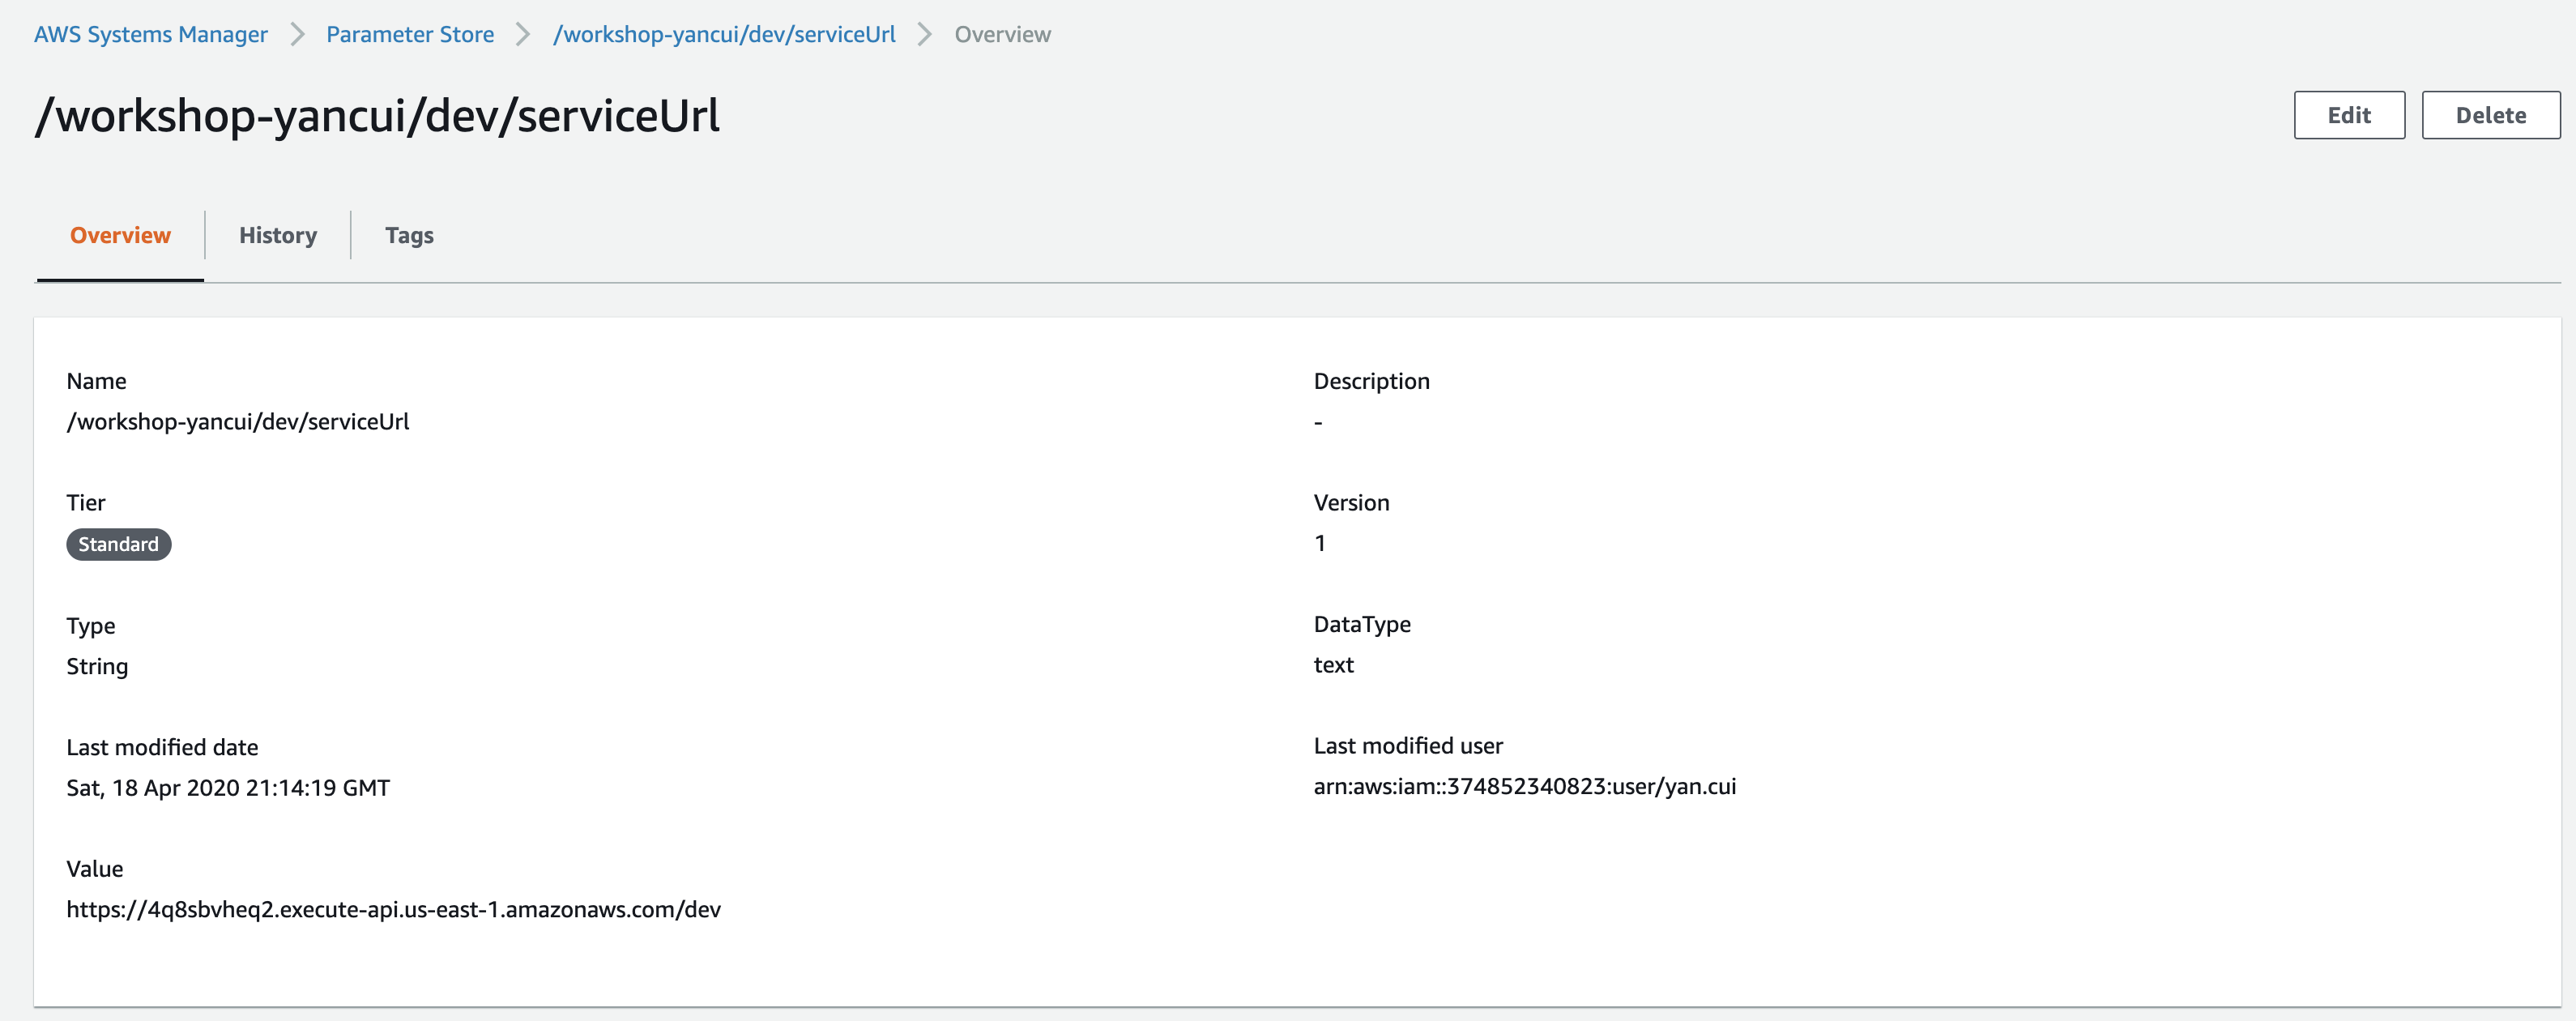 AWS Systems Manager > Parameter Store > /workshop-yancui/dev/serviceUrl > Overview
/workshop-yancui/dev/serviceUrl
Edit Delete
Overview History Tags
Name
/workshop-yancui/dev/serviceUrl
Description
-
Tier
Standard
Version
1
Type
String
DataType
text
Last modified date
Sat, 18 Apr 2020 21:14:19 GMT
Last modified user
arn:aws:iam::374852340823:user/yan.cui
Value
https://4q8sbvheq2.execute-api.us-east-1.amazonaws.com/dev